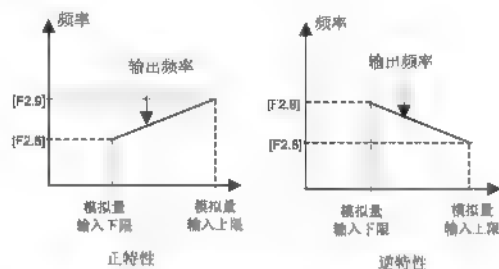 频率
输出频率
[F2.9]
[F2.8]
模拟量
输入下限
模拟量
输入上限
正特性
频率
输出频率
[F2.9]
[F2.8]
模拟量
输入下限
模拟量
输入上限
逆特性